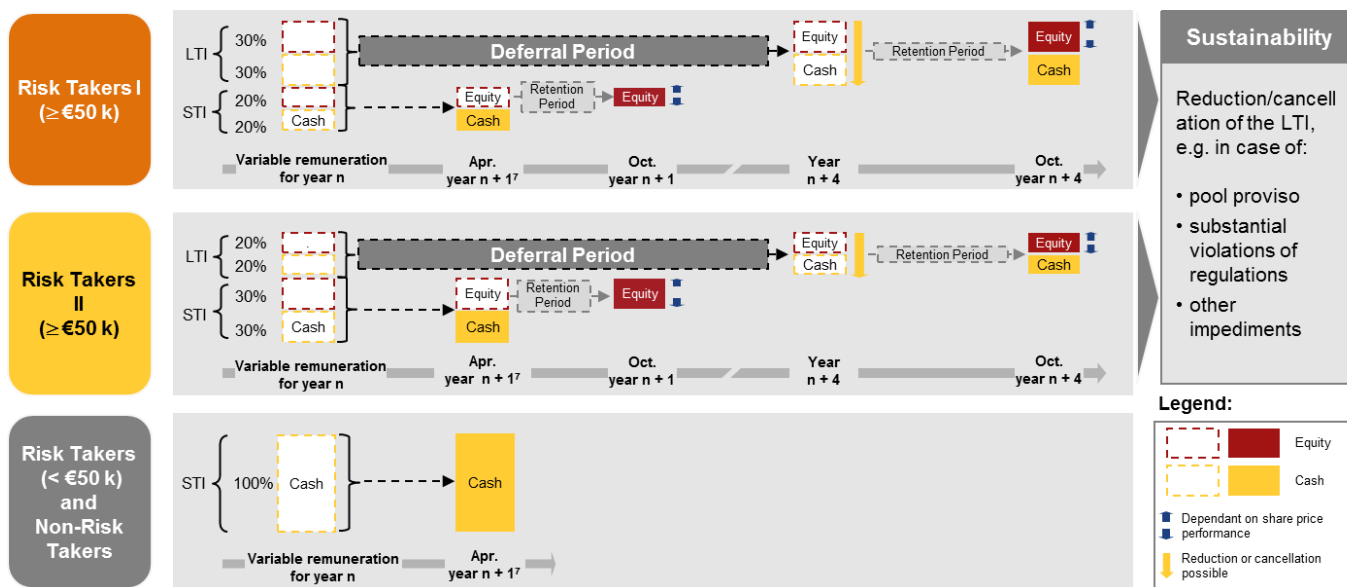 Risk Takers I
(≥ €50 k)
LTI
30%
30%
STI
20%
20%
Cash
Deferral Period
Equity
Cash
Retention
Period
Equity
Equity
Cash
Retention Period
Equity
Cash
Variable remuneration
for year n
Apr.
year n + 1⁷
Oct.
year n + 1
Year
n + 4
Oct.
year n + 4
Risk Takers
II
(≥ €50 k)
LTI
20%
20%
STI
30%
30%
Cash
Deferral Period
Equity
Cash
Retention
Period
Equity
Equity
Cash
Retention Period
Equity
Cash
Variable remuneration
for year n
Apr.
year n + 1⁷
Oct.
year n + 1
Year
n + 4
Oct.
year n + 4
Risk Takers
(< €50 k)
and
Non-Risk
Takers
STI
100%
Cash
Cash
Variable remuneration
for year n
Apr.
year n + 1⁷
Sustainability
Reduction/cancell
ation of the LTI,
e.g. in case of:
• pool proviso
• substantial
violations of
regulations
• other
impediments
Legend:
Equity
Cash
Dependant on share price
performance
Reduction or cancellation
possible